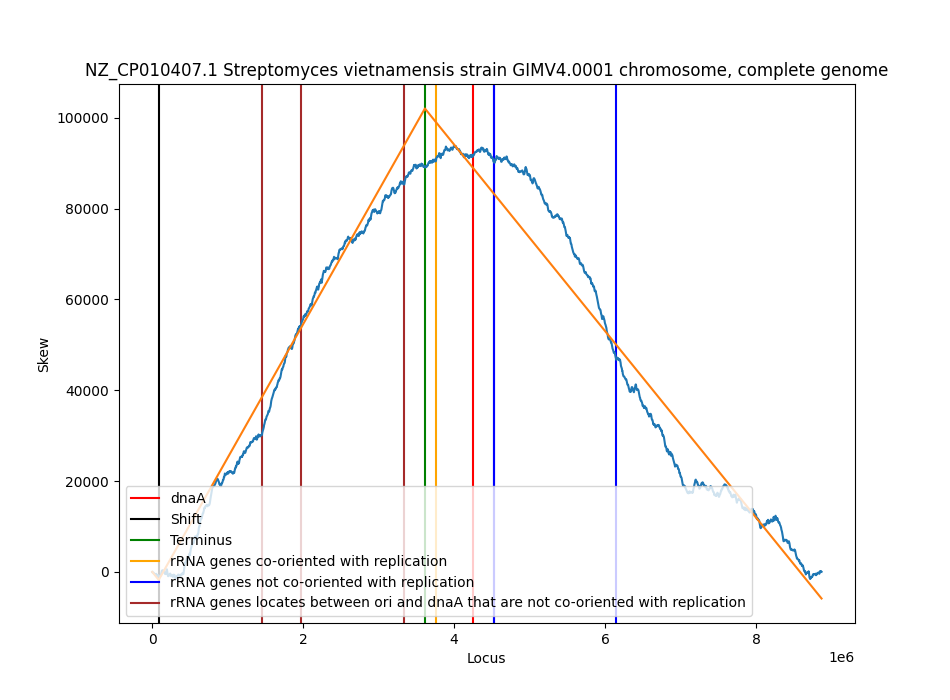 NZ_CP010407.1 Streptomyces vietnamensis strain GIMV4.0001 chromosome, complete genome
100000
80000
60000
40000
20000
0
Skew
dnaA
Shift
Terminus
rRNA genes co-oriented with replication
rRNA genes not co-oriented with replication
rRNA genes locates between ori and dnaA that are not co-oriented with replication
0 2 4 6 8
Locus
1e6